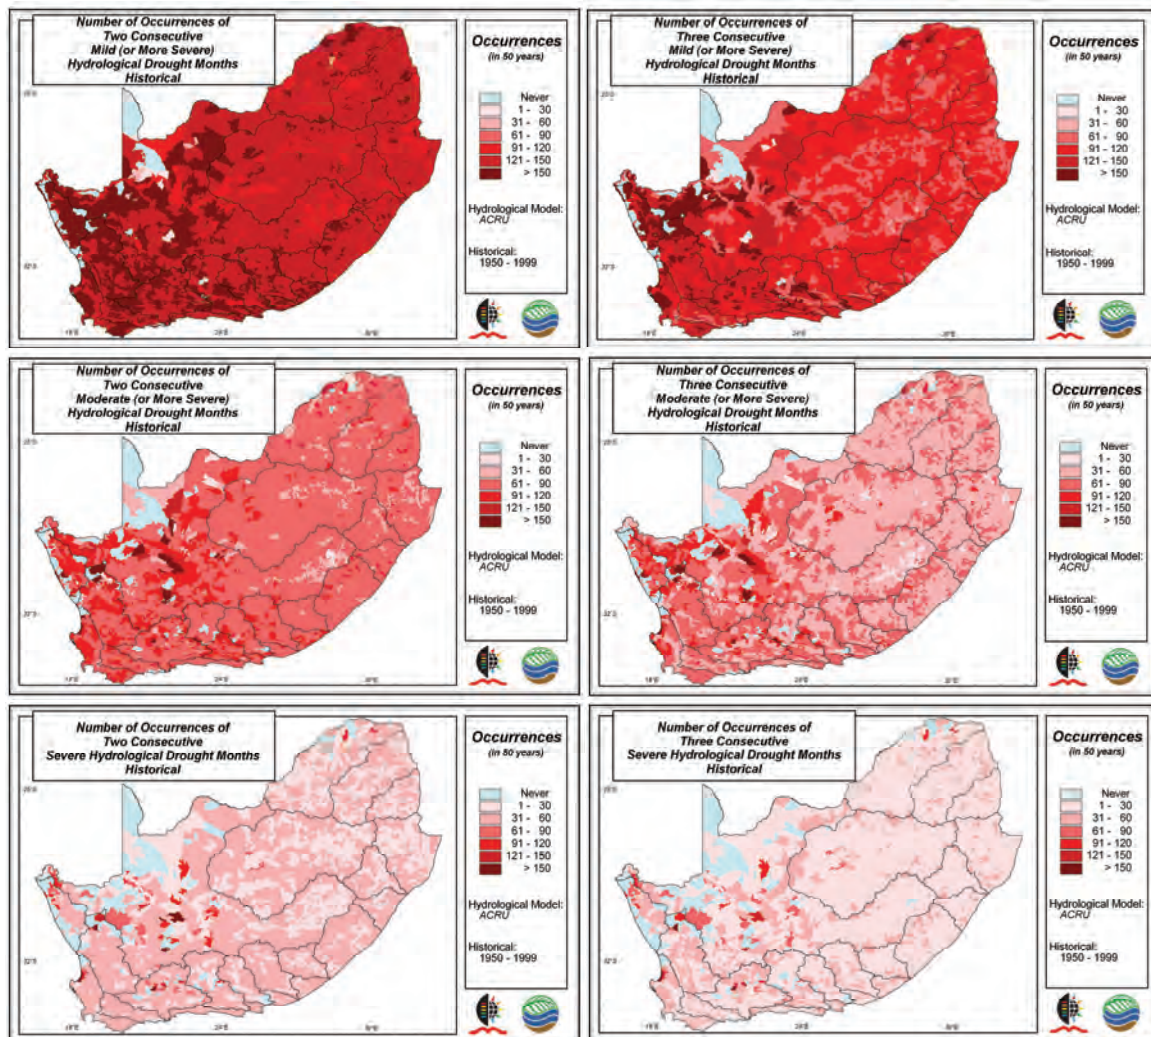 Number of Occurrences of
Two Consecutive
Mild (or More Severe)
Hydrological Drought Months
Historical
Occurrences
(in 50 years)
Never
1 - 30
31 - 60
61 - 90
91 - 120
121 - 150
> 150
Hydrological Model:
ACRU
Historical:
1950 - 1999
Number of Occurrences of
Three Consecutive
Mild (or More Severe)
Hydrological Drought Months
Historical
Occurrences
(in 50 years)
Never
1 - 30
31 - 60
61 - 90
91 - 120
121 - 150
> 150
Hydrological Model:
ACRU
Historical:
1950 - 1999
Number of Occurrences of
Two Consecutive
Moderate (or More Severe)
Hydrological Drought Months
Historical
Occurrences
(in 50 years)
Never
1 - 30
31 - 60
61 - 90
91 - 120
121 - 150
> 150
Hydrological Model:
ACRU
Historical:
1950 - 1999
Number of Occurrences of
Three Consecutive
Moderate (or More Severe)
Hydrological Drought Months
Historical
Occurrences
(in 50 years)
Never
1 - 30
31 - 60
61 - 90
91 - 120
121 - 150
> 150
Hydrological Model:
ACRU
Historical:
1950 - 1999
Number of Occurrences of
Two Consecutive
Severe Hydrological Drought Months
Historical
Occurrences
(in 50 years)
Never
1 - 30
31 - 60
61 - 90
91 - 120
121 - 150
> 150
Hydrological Model:
ACRU
Historical:
1950 - 1999
Number of Occurrences of
Three Consecutive
Severe Hydrological Drought Months
Historical
Occurrences
(in 50 years)
Never
1 - 30
31 - 60
61 - 90
91 - 120
121 - 150
> 150
Hydrological Model:
ACRU
Historical:
1950 - 1999